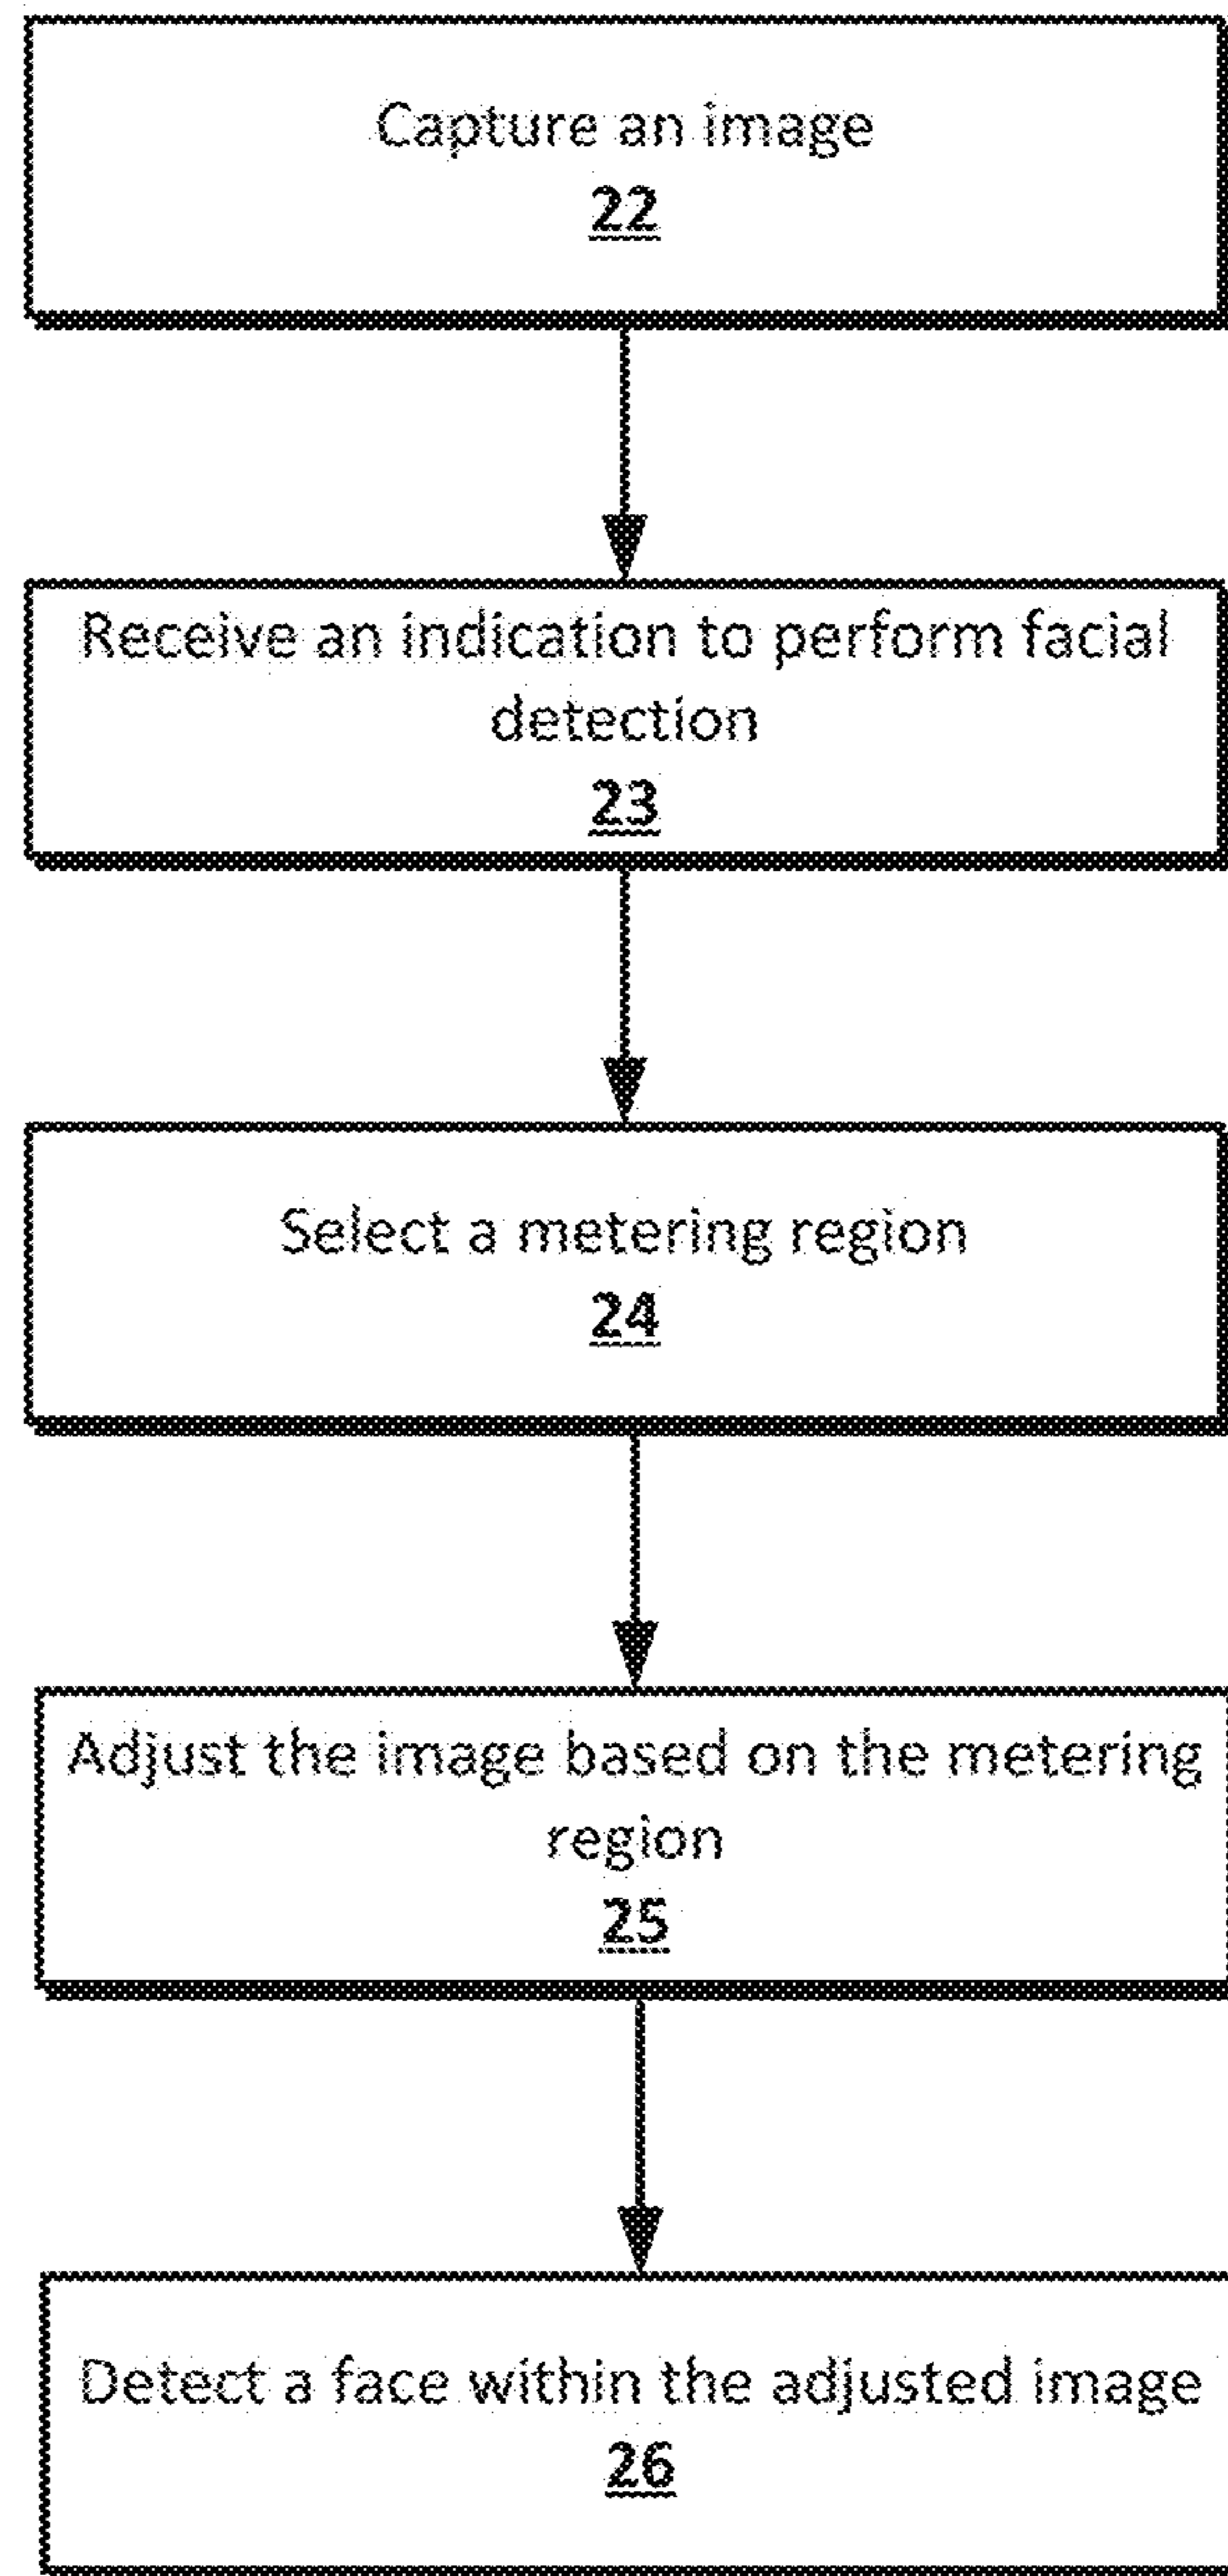 Capture an image
22
Receive an indication to perform facial
detection
23
Select a metering region
24
Adjust the image based on the metering
region
25
Detect a face within the adjusted image
26